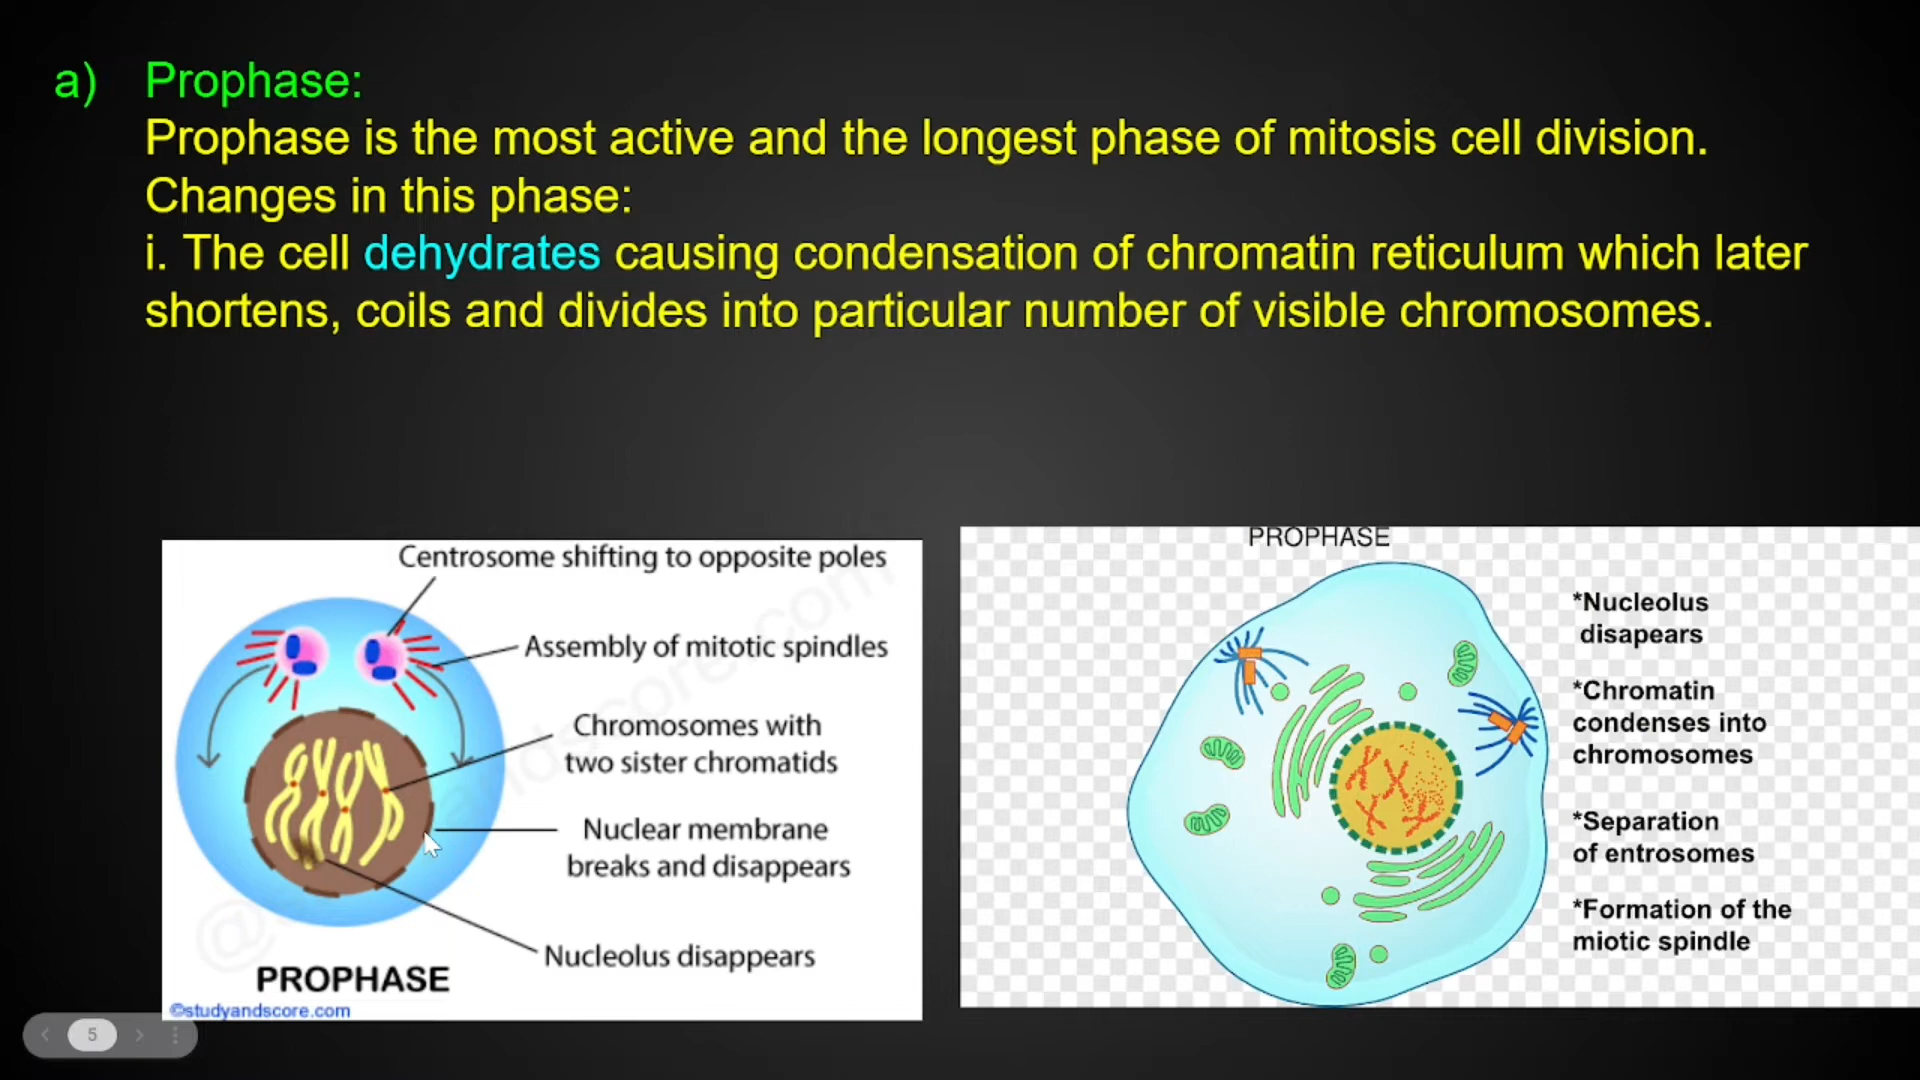 a) Prophase:
Prophase is the most active and the longest phase of mitosis cell division.
Changes in this phase:
i. The cell dehydrates causing condensation of chromatin reticulum which later
shortens, coils and divides into particular number of visible chromosomes.
Centrosome shifting to opposite poles
Assembly of mitotic spindles
Chromosomes with
two sister chromatids
Nuclear membrane
breaks and disappears
Nucleolus disappears
PROPHASE
©studyandscore.com
PROPHASE
*Nucleolus
disapears
*Chromatin
condenses into
chromosomes
*Separation
of entrosomes
*Formation of the
miotic spindle
5